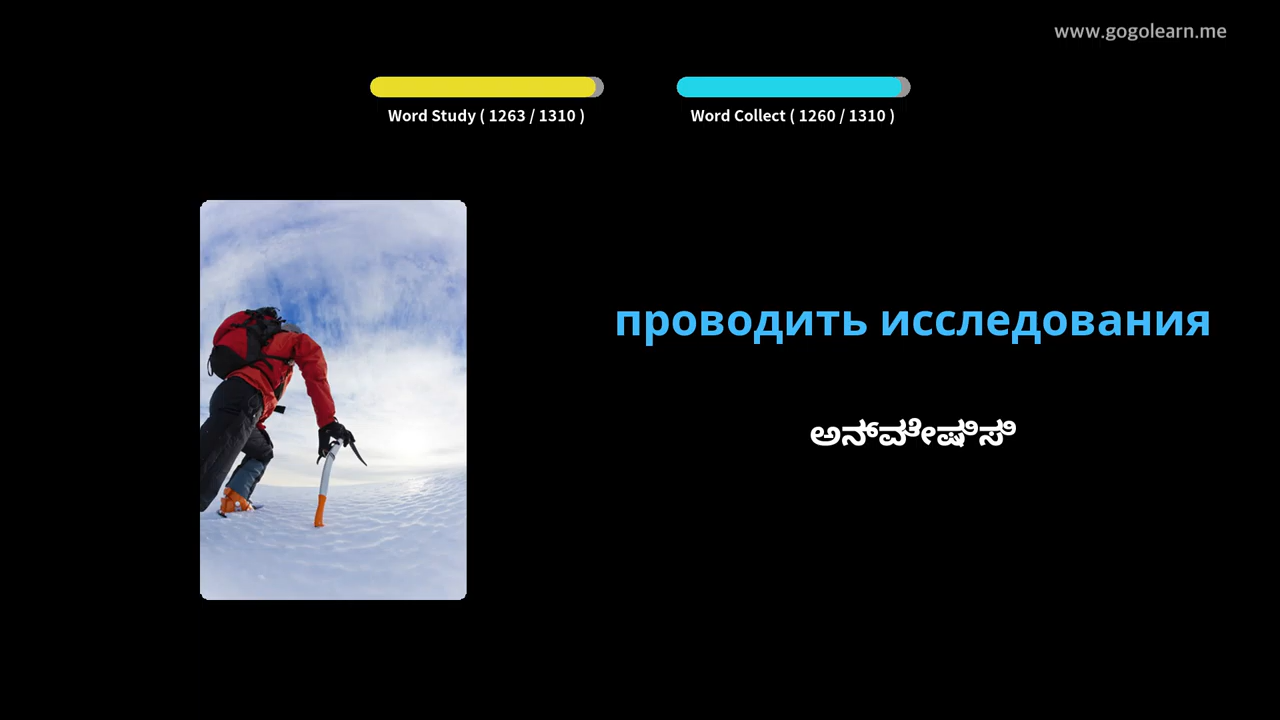 www.gogolearn.me
Word Study ( 1263 / 1310 )
Word Collect ( 1260 / 1310 )
проводить исследования
ಅನ್ವೇಷಿಸಿ